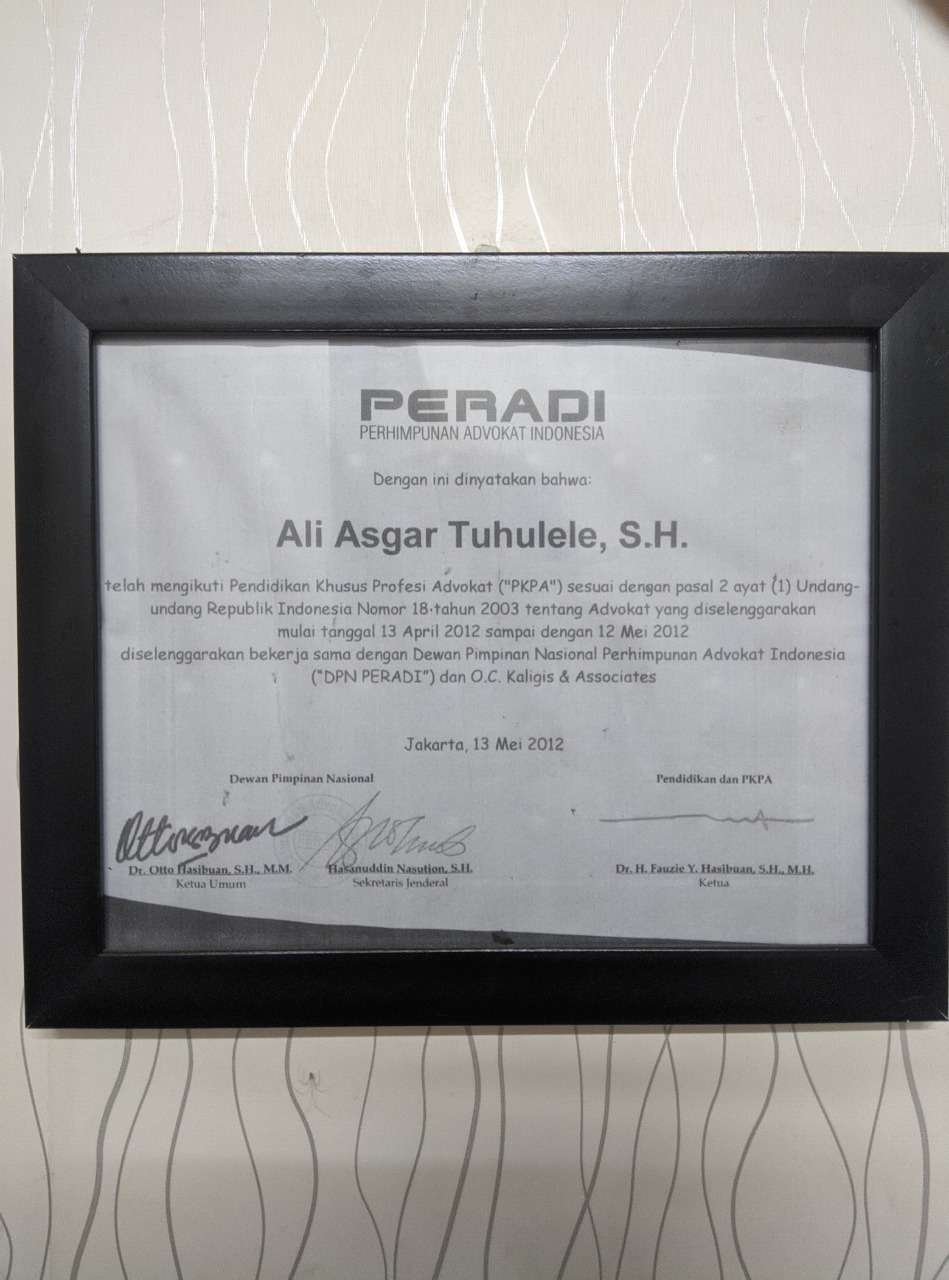 PERADI
PERHIMPUNAN ADVOKAT INDONESIA
Dengan ini dinyatakan bahwa:
Ali Asgar Tuhulele, S.H.
telah mengikuti Pendidikan Khusus Profesi Advokat ("PKPA") sesuai dengan pasal 2 ayat (1) Undang-
undang Republik Indonesia Nomor 18 tahun 2003 tentang Advokat yang diselenggarakan
mulai tanggal 13 April 2012 sampai dengan 12 Mei 2012
diselenggarakan bekerja sama dengan Dewan Pimpinan Nasional Perhimpunan Advokat Indonesia
("DPN PERADI") dan O.C. Kaligis & Associates
Jakarta, 13 Mei 2012
Dewan Pimpinan Nasional
Pendidikan dan PKPA
Dr. Otto Hasibuan, S.H., M.M.
Hasanuddin Nasution, S.H.
Dr. H. Fauzie Y. Hasibuan, S.H., M.H.
Ketua Umum
Sekretaris Jenderal
Ketua